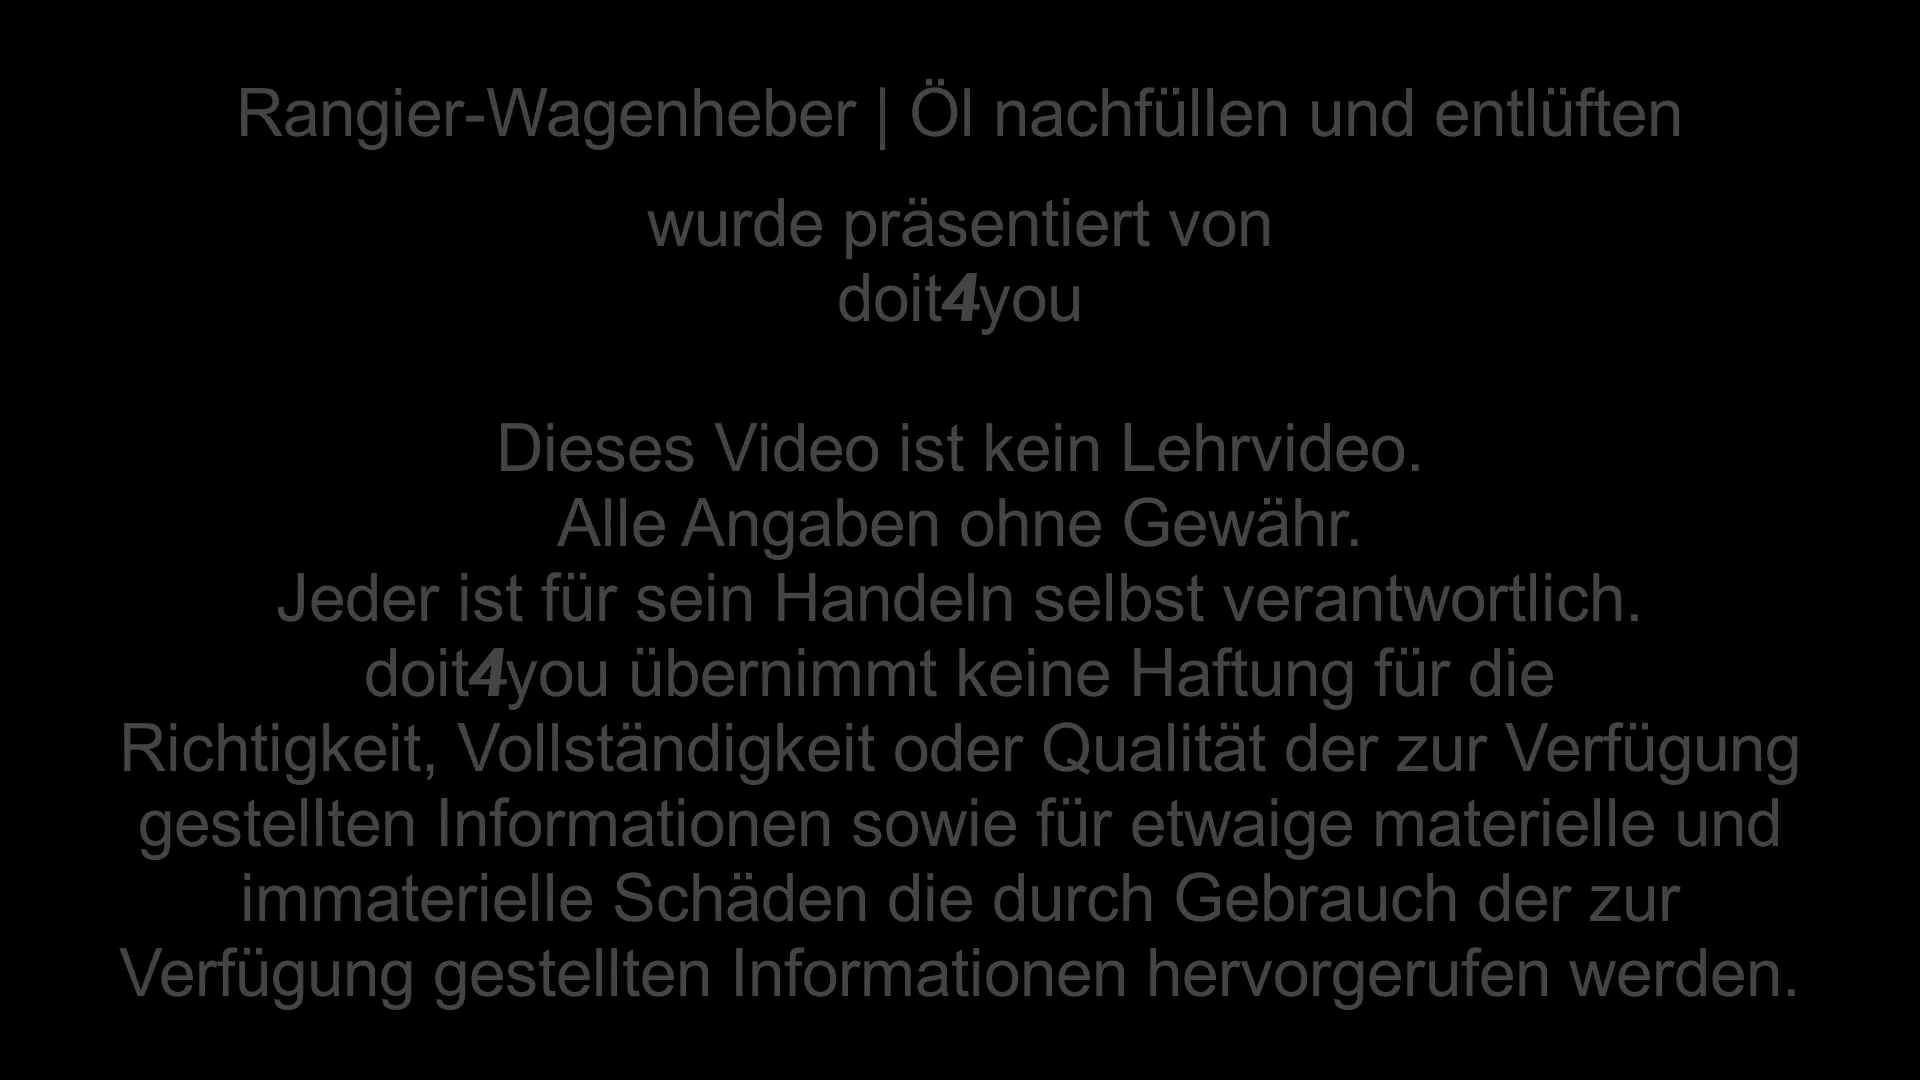 Rangier-Wagenheber | Öl nachfüllen und entlüften
wurde präsentiert von
doit4you
Dieses Video ist kein Lehrvideo.
Alle Angaben ohne Gewähr.
Jeder ist für sein Handeln selbst verantwortlich.
doit4you übernimmt keine Haftung für die
Richtigkeit, Vollständigkeit oder Qualität der zur Verfügung
gestellten Informationen sowie für etwaige materielle und
immaterielle Schäden die durch Gebrauch der zur
Verfügung gestellten Informationen hervorgerufen werden.